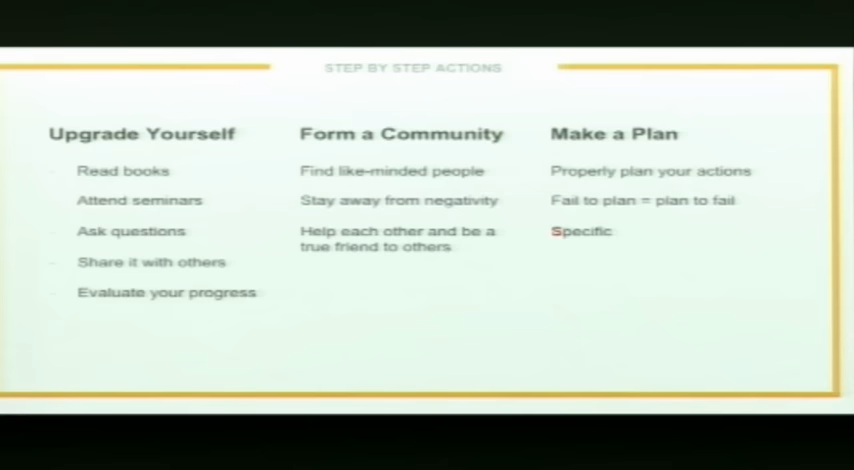 STEP BY STEP ACTIONS
Upgrade Yourself
Read books
Attend seminars
Ask questions
Share it with others
Evaluate your progress
Form a Community
Find like-minded people
Stay away from negativity
Help each other and be a
true friend to others
Make a Plan
Properly plan your actions
Fail to plan = plan to fail
Specific